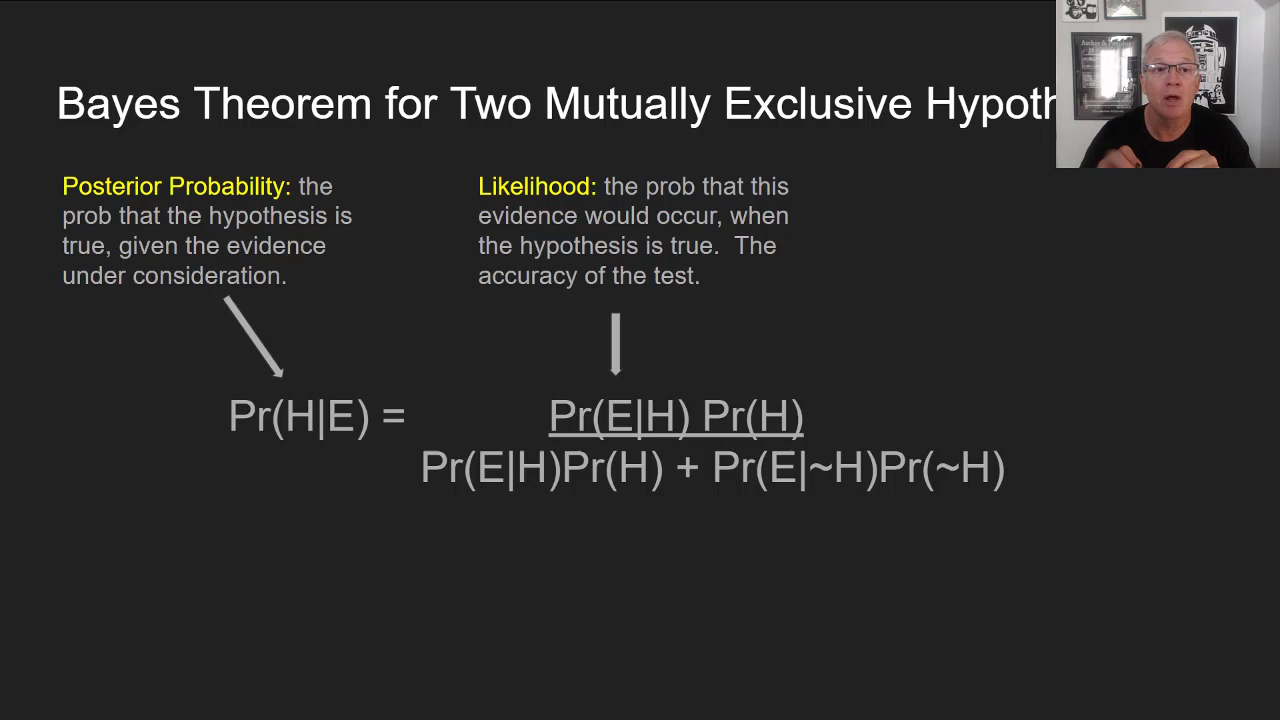 Bayes Theorem for Two Mutually Exclusive
Posterior Probability: the
prob that the hypothesis is
true, given the evidence
under consideration.
Likelihood: the prob that this
evidence would occur, when
the hypothesis is true. The
accuracy of the test.
Pr(H|E) =
Pr(E|H) Pr(H)
Pr(E|H)Pr(H) + Pr(E|~H)Pr(~H)